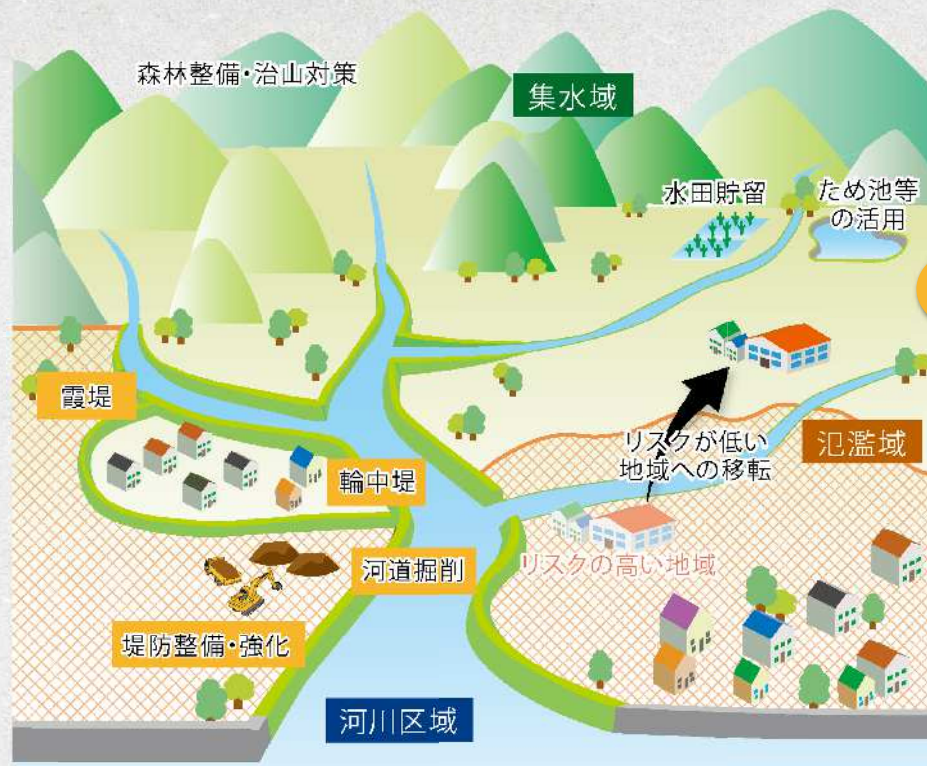 森林整備・治山対策
集水域
水田貯留
ため池等
の活用
霞堤
リスクが低い
地域への移転
氾濫域
輪中堤
河道掘削
リスクの高い地域
堤防整備・強化
河川区域